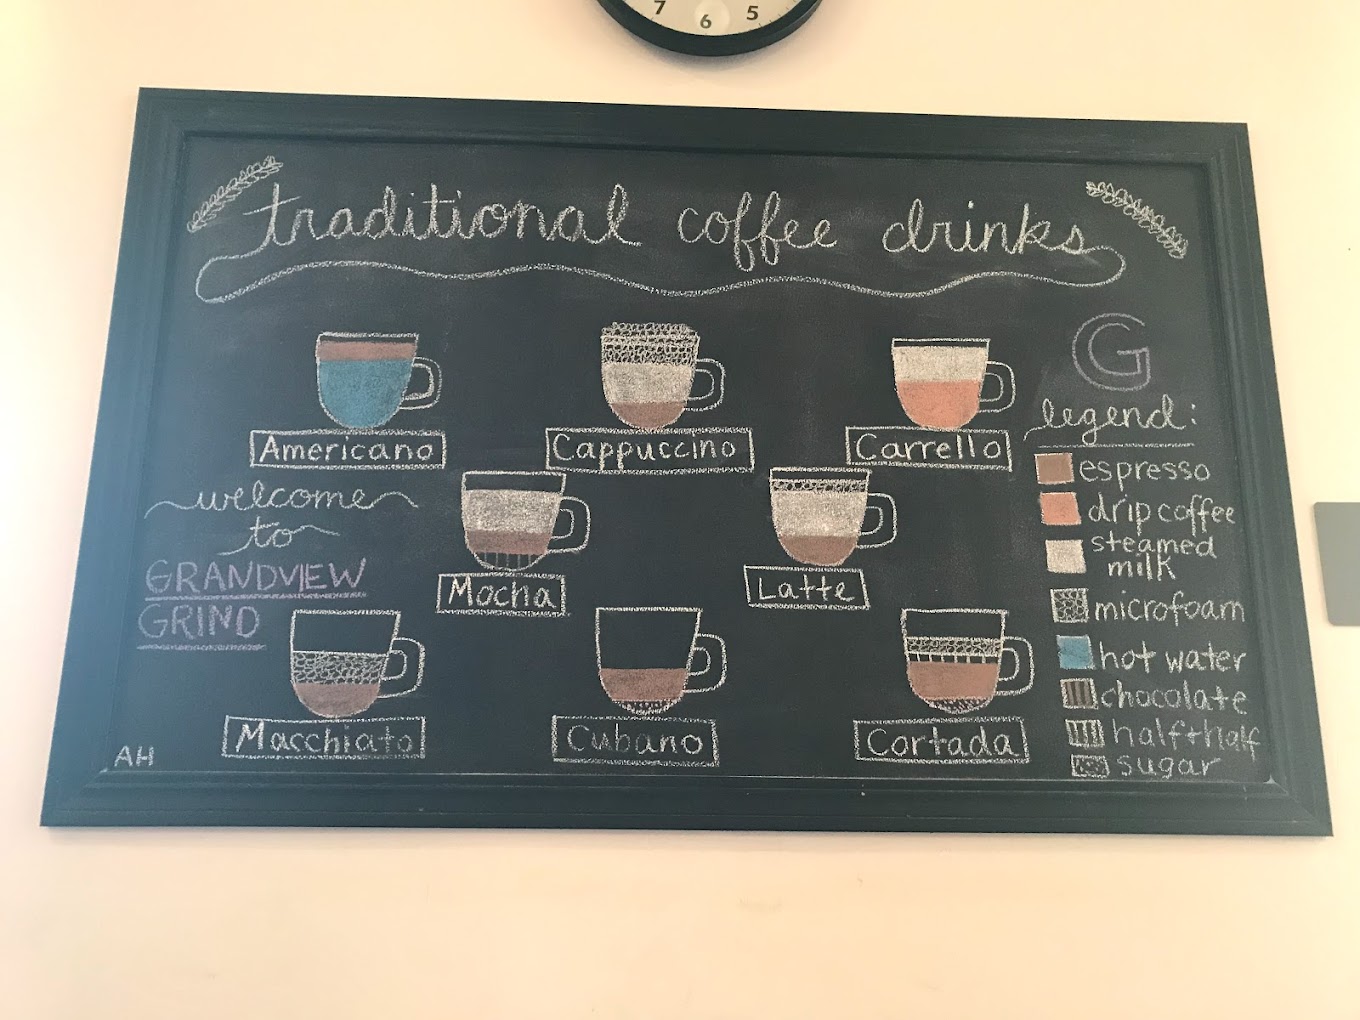 7 6 5
traditional coffee drinks
G
Americano
Cappuccino
Carrello
Mocha
Latte
Macchiato
Cubano
Cortada
welcome
to
GRANDVIEW
GRIND
AH
legend:
espresso
drip coffee
steamed
milk
microfoam
hot water
chocolate
half+half
sugar